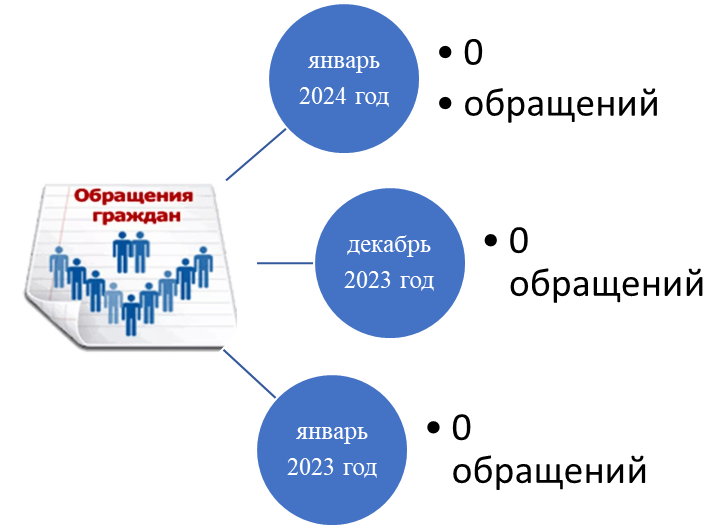 Обращения
граждан
январь
2024 год
• 0
• обращений
декабрь
2023 год
• 0
обращений
январь
2023 год
• 0
обращений